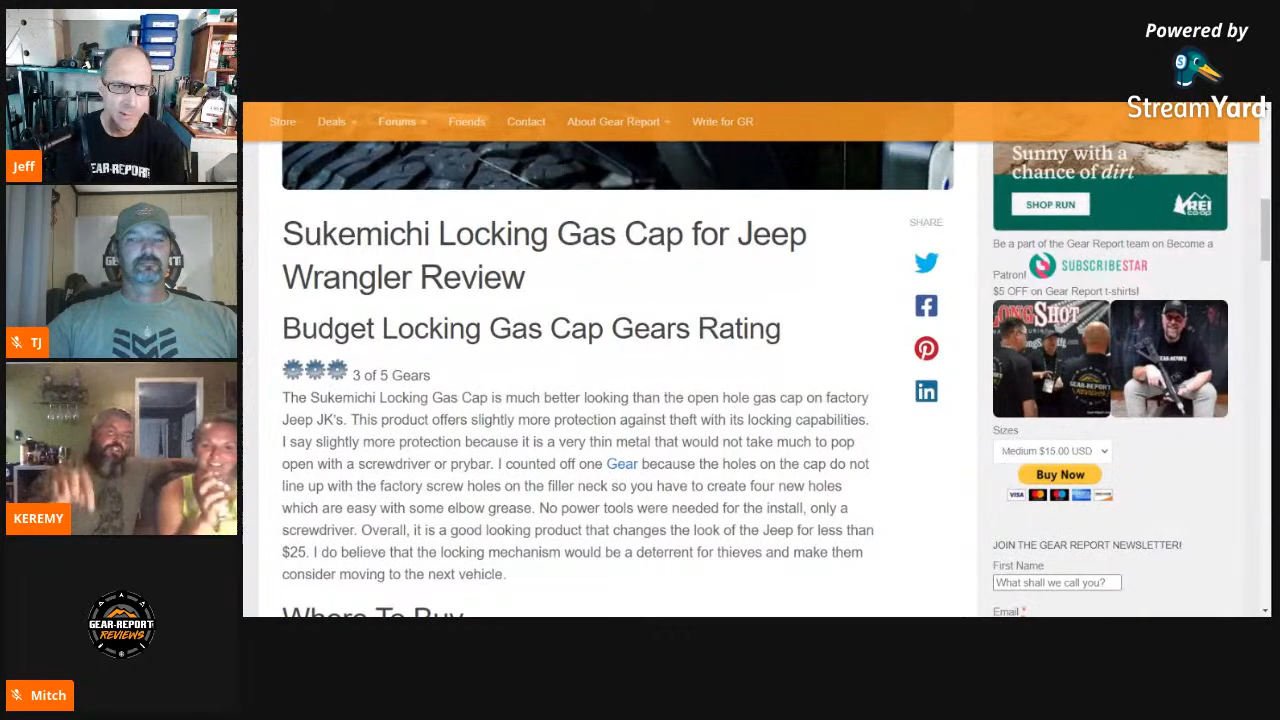 Powered by
StreamYard
Jeff
TJ
KEREMY
Mitch
GEAR-REPORT
GEAR-REPORT
REVIEWS
Store
Deals
Forums
Friends
Contact
About Gear Report
Write for GR
Sukemichi Locking Gas Cap for Jeep
Wrangler Review
Budget Locking Gas Cap Gears Rating
3 of 5 Gears
The Sukemichi Locking Gas Cap is much better looking than the open hole gas cap on factory
Jeep JK's. This product offers slightly more protection against theft with its locking capabilities.
I say slightly more protection because it is a very thin metal that would not take much to pop
open with a screwdriver or prybar. I counted off one Gear because the holes on the cap do not
line up with the factory screw holes on the filler neck so you have to create four new holes
which are easy with some elbow grease. No power tools were needed for the install, only a
screwdriver. Overall, it is a good looking product that changes the look of the Jeep for less than
$25. I do believe that the locking mechanism would be a deterrent for thieves and make them
consider moving to the next vehicle.
Where To Buy
SHARE
Sunny with a
chance of dirt
SHOP RUN
REI
co-op
Be a part of the Gear Report team on Become a
Patron!
SUBSCRIBESTAR
$5 OFF on Gear Report t-shirts!
LONGSHOT
Sizes
Medium $15.00 USD
Buy Now
VISA
JOIN THE GEAR REPORT NEWSLETTER!
First Name
What shall we call you?
Email *